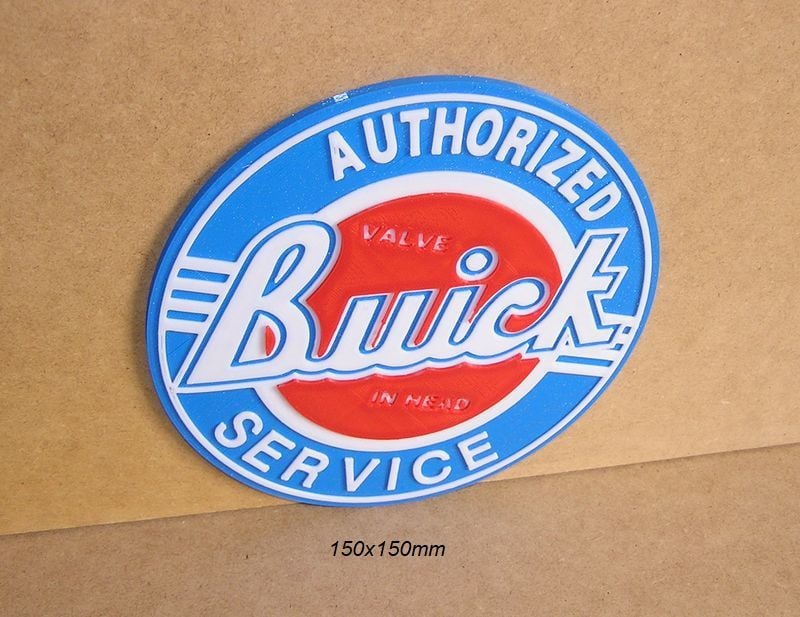 AUTHORIZED
VALVE
Buick
IN HEAD
SERVICE
150x150mm